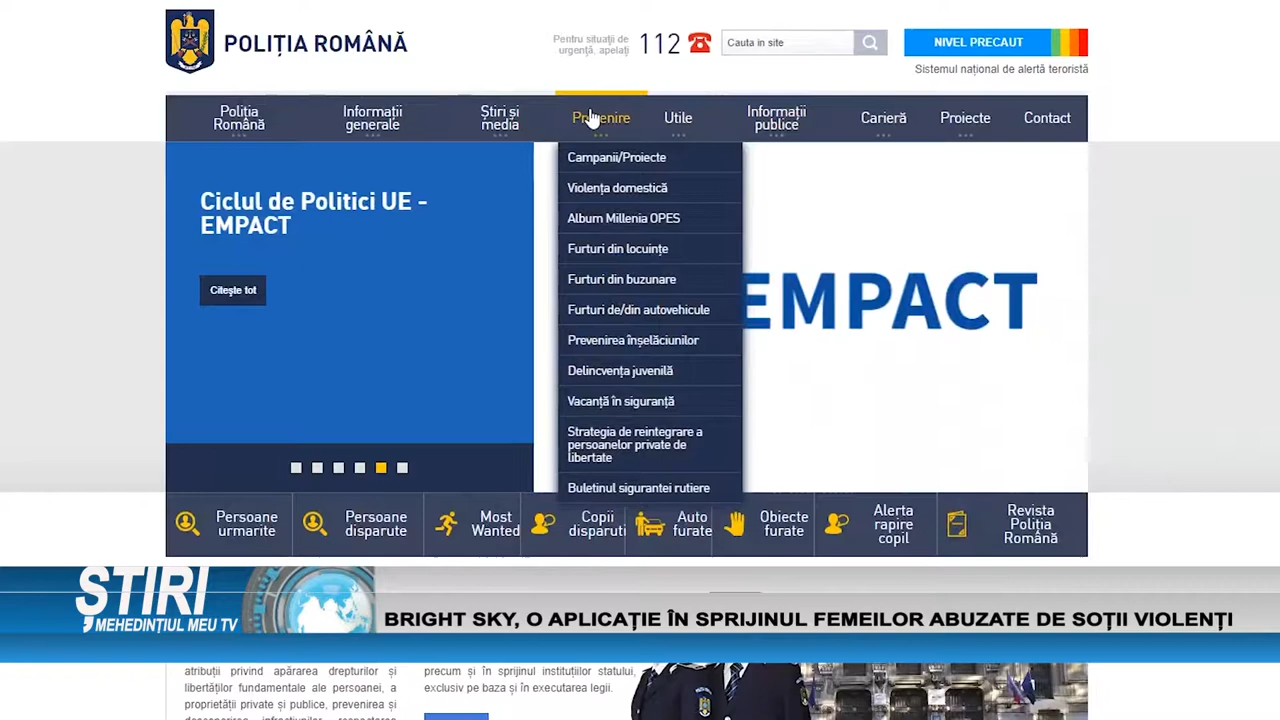 POLIȚIA ROMÂNĂ
Pentru situații de
urgență, apelați
112
Cauta in site
NIVEL PRECAUT
Sistemul național de alertă teroristă
Poliția
Română
Informații
generale
Știri și
media
Prevenire
Utile
Informații
publice
Carieră
Proiecte
Contact
Ciclul de Politici UE -
EMPACT
Citește tot
Campanii/Proiecte
Violența domestică
Album Millenia OPES
Furturi din locuințe
Furturi din buzunare
Furturi de/din autovehicule
Prevenirea înșelăciunilor
Delincvența juvenilă
Vacanță în siguranță
Strategia de reintegrare a
persoanelor private de
libertate
Buletinul sigurantei rutiere
EMPACT
Persoane
urmarite
Persoane
disparute
Most
Wanted
Copii
disparuti
Auto
furate
Obiecte
furate
Alerta
rapire
copil
Revista
Poliția
Română
ȘTIRI
MEHEDINȚIUL MEU TV
BRIGHT SKY, O APLICAȚIE ÎN SPRIJINUL FEMEILOR ABUZATE DE SOȚII VIOLENȚI
atribuții privind apărarea drepturilor și
libertăților fundamentale ale persoanei, a
proprietății private și publice, prevenirea și
precum și în sprijinul instituțiilor statului,
exclusiv pe baza și în executarea legii.